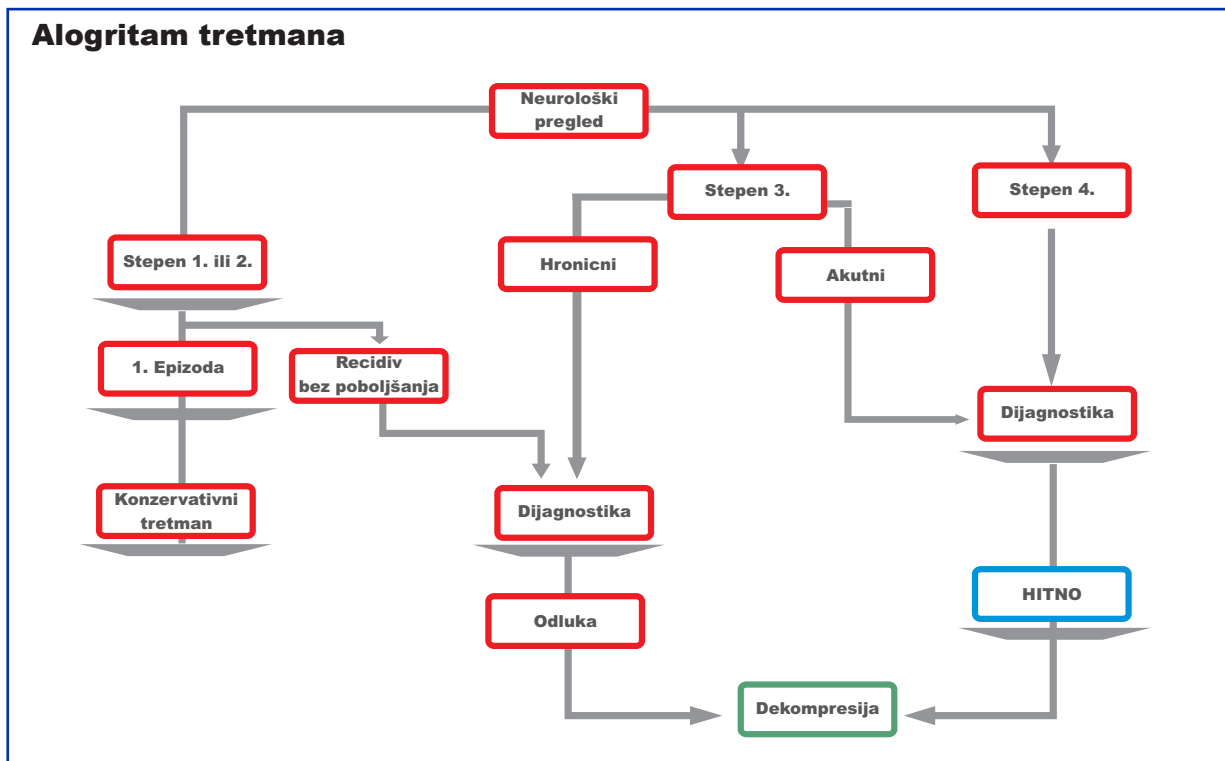 Alogritam tretmana
Neurološki
pregled
Stepen 3.
Stepen 4.
Stepen 1. ili 2.
Hronicni
Akutni
1. Epizoda
Recidiv
bez poboljšanja
Dijagnostika
Konzervativni
tretman
Dijagnostika
HITNO
Odluka
Dekompresija